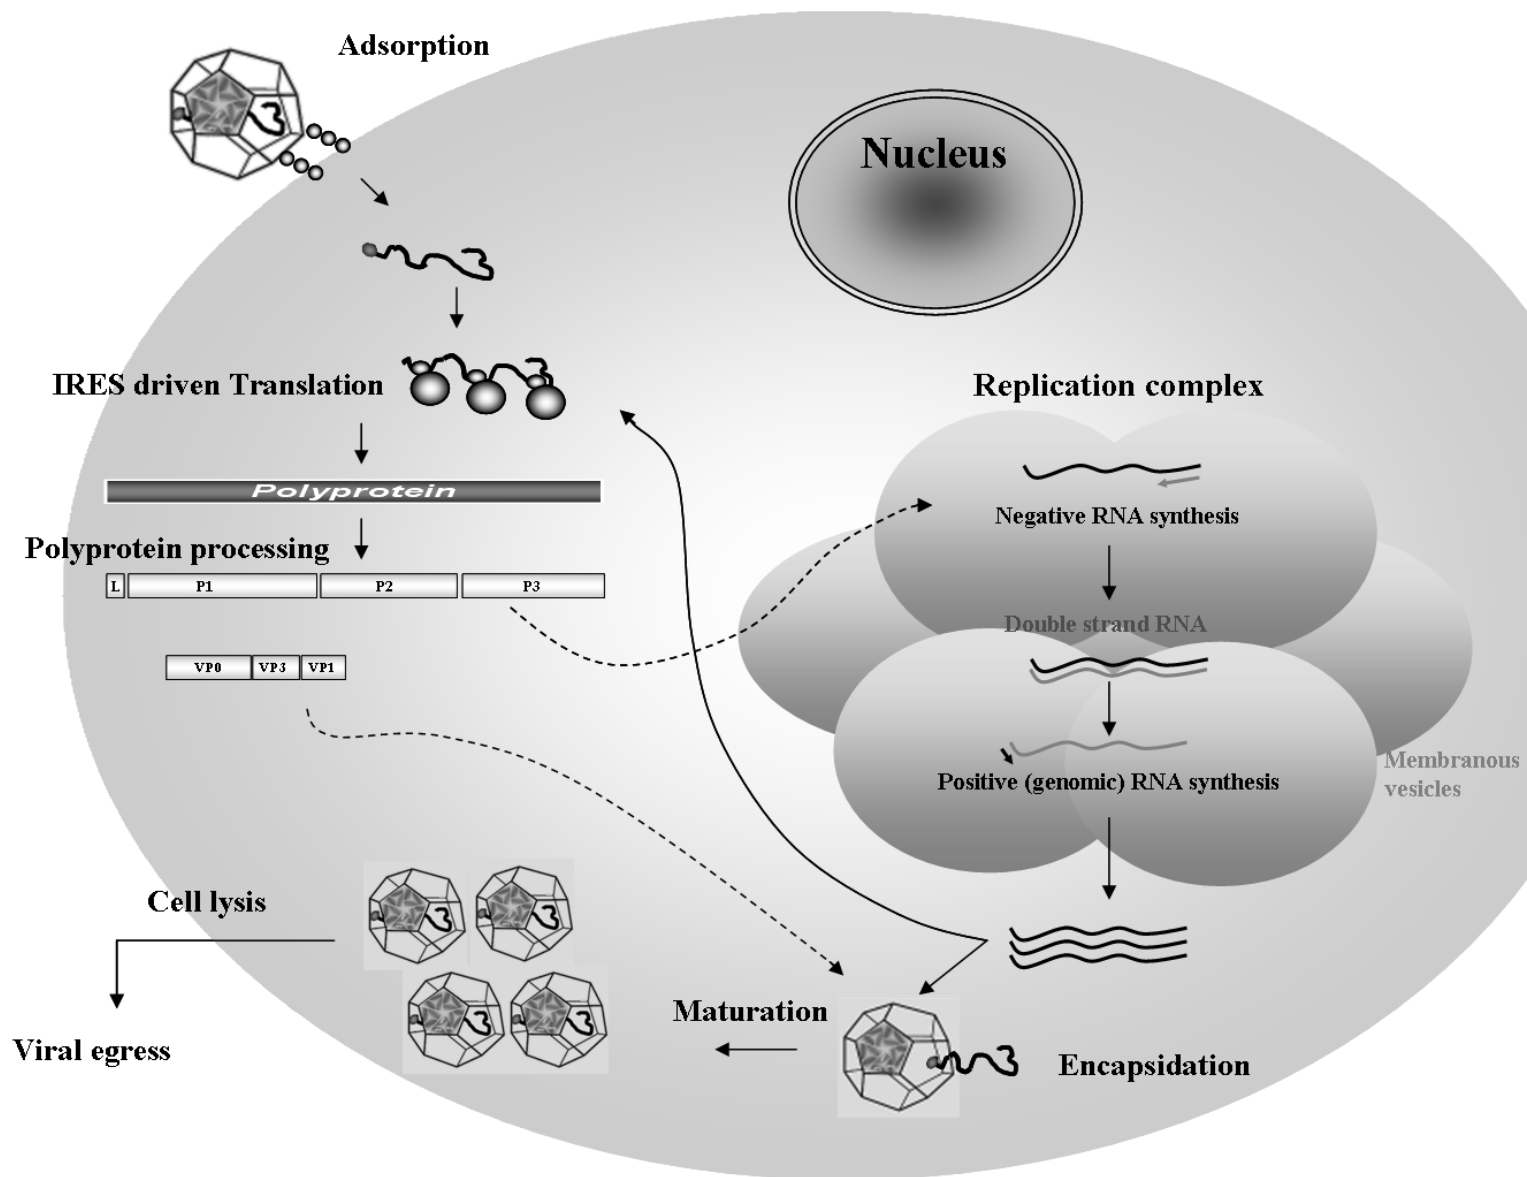 Adsorption
Nucleus
IRES driven Translation
Replication complex
Polyprotein
Negative RNA synthesis
Polyprotein processing
L P1 P2 P3
Double strand RNA
VP0 VP3 VP1
Membranous
vesicles
Positive (genomic) RNA synthesis
Cell lysis
Maturation
Viral egress
Encapsidation